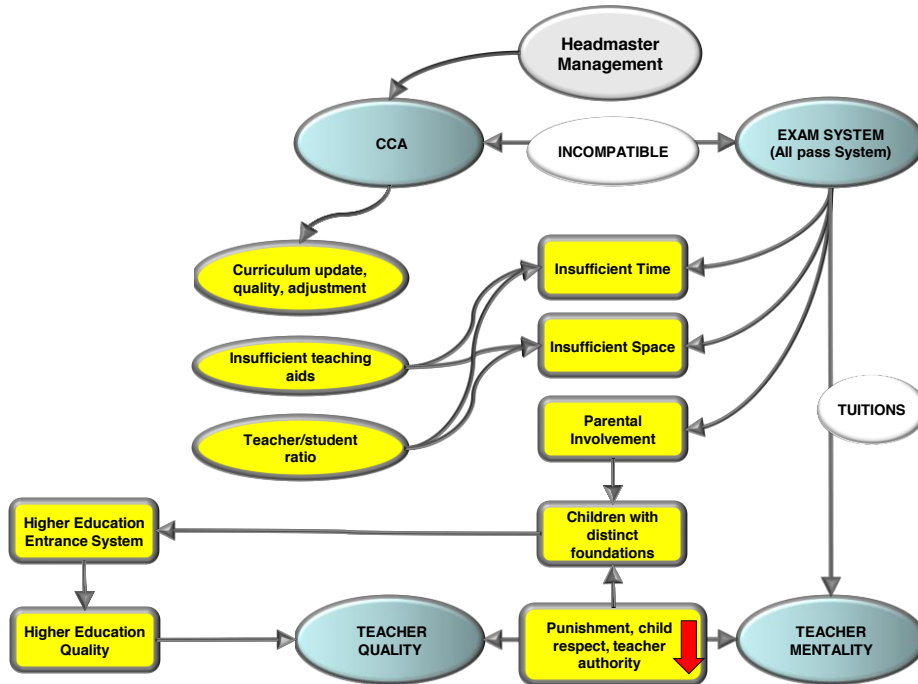 Headmaster
Management
CCA
INCOMPATIBLE
EXAM SYSTEM
(All pass System)
Curriculum update,
quality, adjustment
Insufficient Time
Insufficient teaching
aids
Insufficient Space
Teacher/student
ratio
Parental
Involvement
TUITIONS
Higher Education
Entrance System
Children with
distinct
foundations
Higher Education
Quality
TEACHER
QUALITY
Punishment, child
respect, teacher
authority
TEACHER
MENTALITY